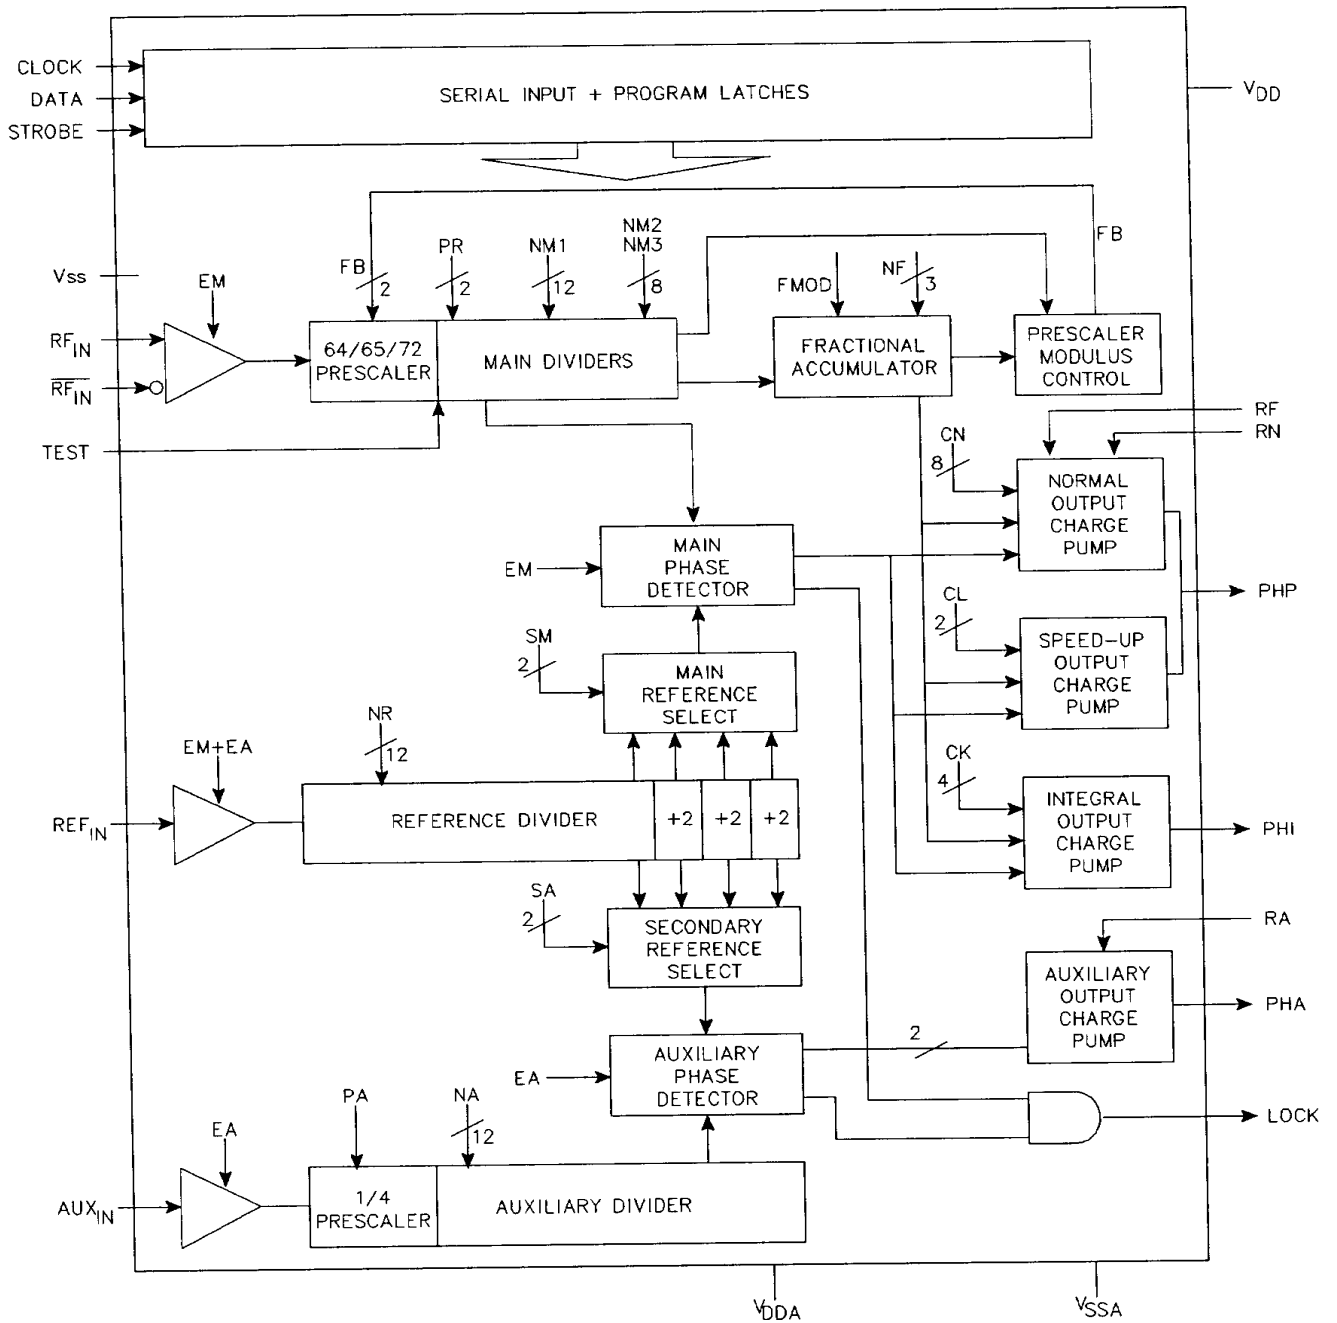 CLOCK
DATA
STROBE
SERIAL INPUT + PROGRAM LATCHES
VDD
Vss
EM
FB
2
PR
2
NM1
12
NM2
NM3
8
FMOD
NF
3
FB
RFIN
RFIN
TEST
64/65/72
PRESCALER
MAIN DIVIDERS
FRACTIONAL
ACCUMULATOR
PRESCALER
MODULUS
CONTROL
RF
RN
CN
8
NORMAL
OUTPUT
CHARGE
PUMP
EM
MAIN
PHASE
DETECTOR
PHP
CL
2
SPEED-UP
OUTPUT
CHARGE
PUMP
SM
2
MAIN
REFERENCE
SELECT
NR
12
EM+EA
REFIN
REFERENCE DIVIDER
+2
+2
+2
CK
4
INTEGRAL
OUTPUT
CHARGE
PUMP
PHI
SA
2
SECONDARY
REFERENCE
SELECT
RA
AUXILIARY
OUTPUT
CHARGE
PUMP
PHA
EA
AUXILIARY
PHASE
DETECTOR
2
LOCK
EA
PA
NA
12
AUXIN
1/4
PRESCALER
AUXILIARY DIVIDER
VDDA
VSSA